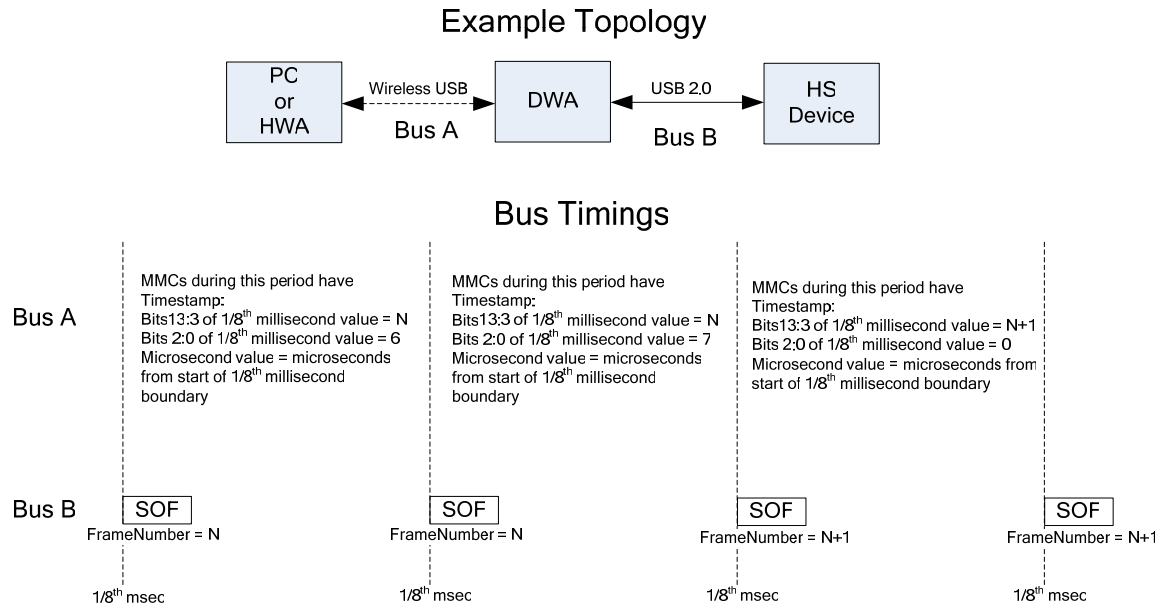 Example Topology
PC
or
HWA
Wireless USB
Bus A
DWA
USB 2.0
Bus B
HS
Device
Bus Timings
Bus A
MMCs during this period have
Timestamp:
Bits13:3 of 1/8th millisecond value = N
Bits 2:0 of 1/8th millisecond value = 6
Microsecond value = microseconds
from start of 1/8th millisecond
boundary
MMCs during this period have
Timestamp:
Bits13:3 of 1/8th millisecond value = N
Bits 2:0 of 1/8th millisecond value = 7
Microsecond value = microseconds
from start of 1/8th millisecond
boundary
MMCs during this period have
Timestamp:
Bits13:3 of 1/8th millisecond value = N+1
Bits 2:0 of 1/8th millisecond value = 0
Microsecond value = microseconds from
start of 1/8th millisecond boundary
Bus B
SOF
FrameNumber = N
SOF
FrameNumber = N
SOF
FrameNumber = N+1
SOF
FrameNumber = N+1
1/8th msec
1/8th msec
1/8th msec
1/8th msec